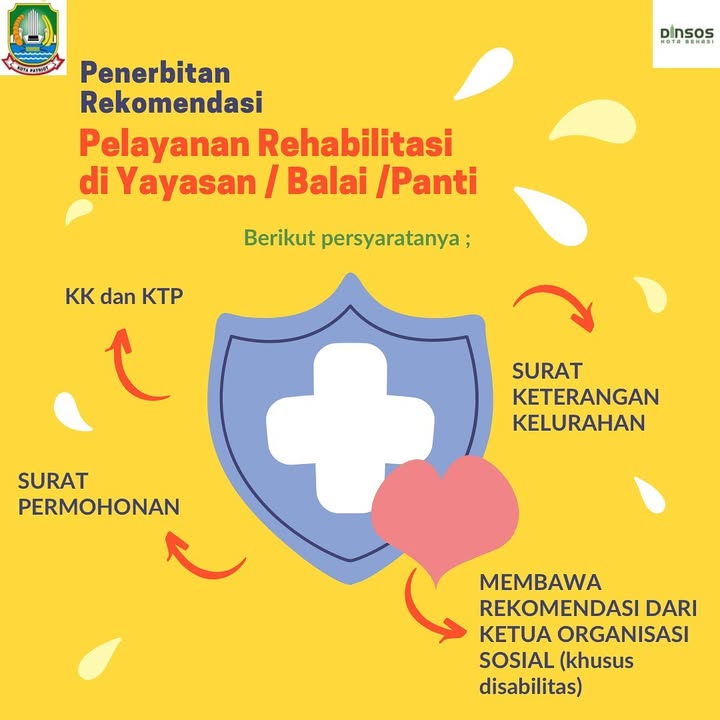 KOTA PATRIOT
DINSOS
KOTA BEKASI
Penerbitan
Rekomendasi
Pelayanan Rehabilitasi
di Yayasan / Balai /Panti
Berikut persyaratanya ;
KK dan KTP
SURAT
KETERANGAN
KELURAHAN
SURAT
PERMOHONAN
MEMBAWA
REKOMENDASI DARI
KETUA ORGANISASI
SOSIAL (khusus
disabilitas)